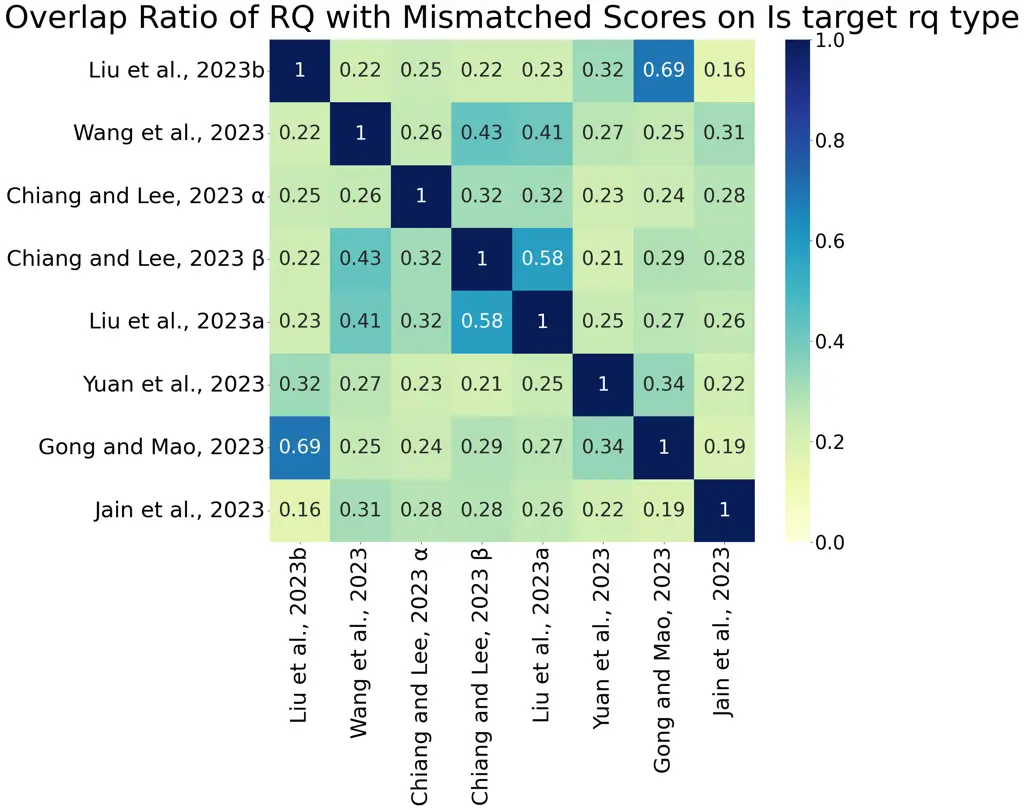 Overlap Ratio of RQ with Mismatched Scores on Is target rq type
Liu et al., 2023b 1 0.22 0.25 0.22 0.23 0.32 0.69 0.16
Wang et al., 2023 0.22 1 0.26 0.43 0.41 0.27 0.25 0.31
Chiang and Lee, 2023 α 0.25 0.26 1 0.32 0.32 0.23 0.24 0.28
Chiang and Lee, 2023 β 0.22 0.43 0.32 1 0.58 0.21 0.29 0.28
Liu et al., 2023a 0.23 0.41 0.32 0.58 1 0.25 0.27 0.26
Yuan et al., 2023 0.32 0.27 0.23 0.21 0.25 1 0.34 0.22
Gong and Mao, 2023 0.69 0.25 0.24 0.29 0.27 0.34 1 0.19
Jain et al., 2023 0.16 0.31 0.28 0.28 0.26 0.22 0.19 1
Liu et al., 2023b
Wang et al., 2023
Chiang and Lee, 2023 α
Chiang and Lee, 2023 β
Liu et al., 2023a
Yuan et al., 2023
Gong and Mao, 2023
Jain et al., 2023
1.0
0.8
0.6
0.4
0.2
0.0